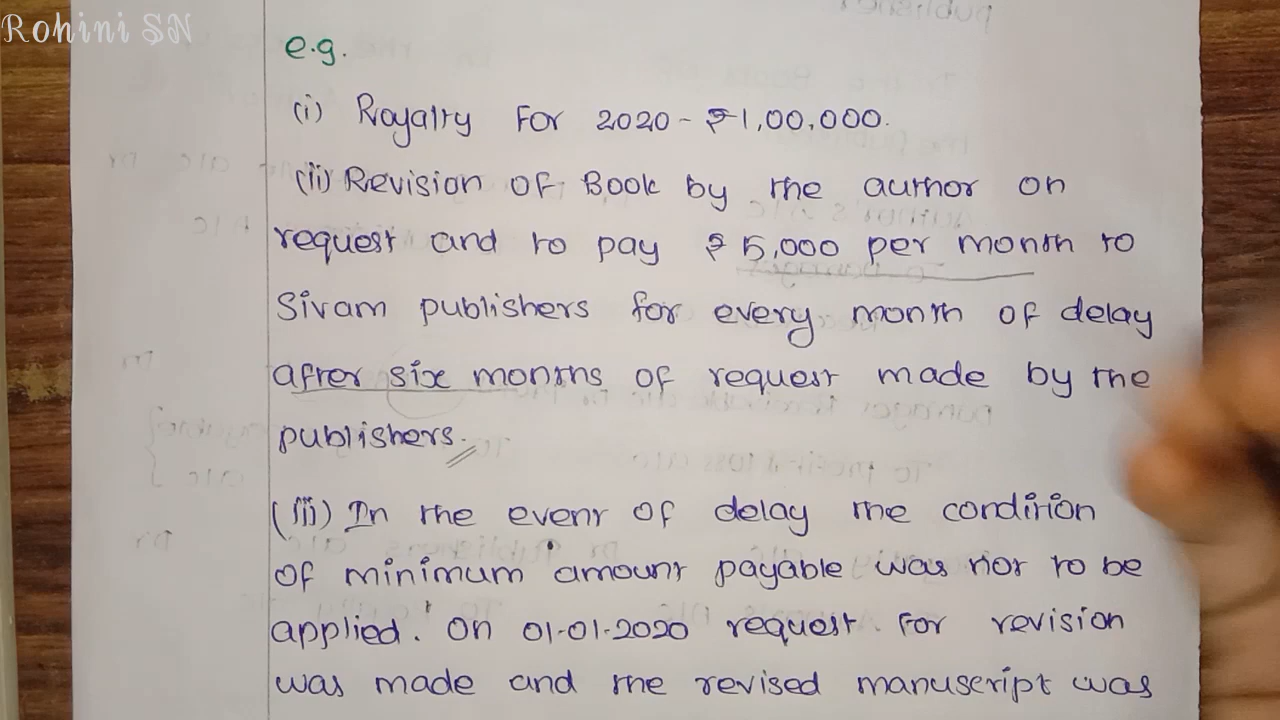 Rohini SN
e.g.
(i) Royalty For 2020 - ₹1,00,000.
(ii) Revision of Book by the author on
request and to pay ₹ 5,000 per month to
Sivam publishers for every month of delay
after six months of request made by the
publishers.
(iii) In the event of delay the condition
of minimum amount payable was not to be
applied. On 01.01.2020 request for revision
was made and the revised manuscript was